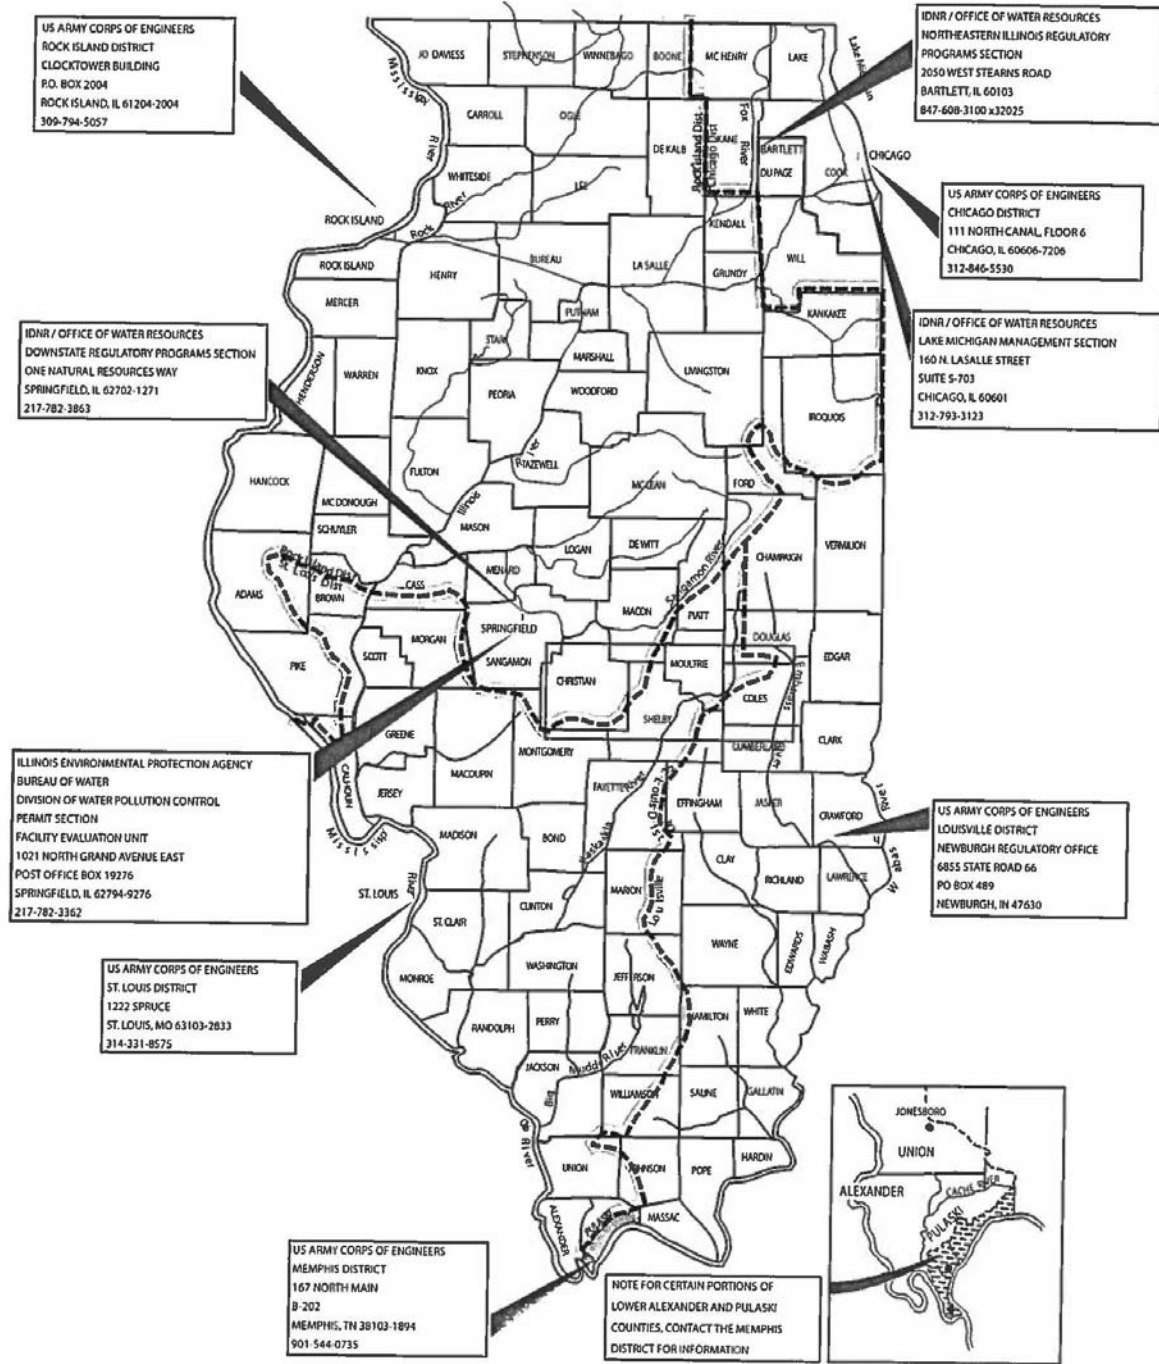 US ARMY CORPS OF ENGINEERS
ROCK ISLAND DISTRICT
CLOCKTOWER BUILDING
P.O. BOX 2004
ROCK ISLAND, IL 61204-2004
309-794-5057
IDNR / OFFICE OF WATER RESOURCES
NORTHEASTERN ILLINOIS REGULATORY
PROGRAMS SECTION
2050 WEST STEARNS ROAD
BARTLETT, IL 60103
847-608-3100 x32025
US ARMY CORPS OF ENGINEERS
CHICAGO DISTRICT
111 NORTH CANAL, FLOOR 6
CHICAGO, IL 60606-7206
312-846-5530
IDNR / OFFICE OF WATER RESOURCES
LAKE MICHIGAN MANAGEMENT SECTION
160 N. LASALLE STREET
SUITE S-703
CHICAGO, IL 60601
312-793-3123
IDNR / OFFICE OF WATER RESOURCES
DOWNSTATE REGULATORY PROGRAMS SECTION
ONE NATURAL RESOURCES WAY
SPRINGFIELD, IL 62702-1271
217-782-3863
ILLINOIS ENVIRONMENTAL PROTECTION AGENCY
BUREAU OF WATER
DIVISION OF WATER POLLUTION CONTROL
PERMIT SECTION
FACILITY EVALUATION UNIT
1021 NORTH GRAND AVENUE EAST
POST OFFICE BOX 19276
SPRINGFIELD, IL 62794-9276
217-782-3362
US ARMY CORPS OF ENGINEERS
LOUISVILLE DISTRICT
NEWBURGH REGULATORY OFFICE
6855 STATE ROAD 66
PO BOX 489
NEWBURGH, IN 47630
US ARMY CORPS OF ENGINEERS
ST. LOUIS DISTRICT
1222 SPRUCE
ST. LOUIS, MO 63103-2833
314-331-8575
US ARMY CORPS OF ENGINEERS
MEMPHIS DISTRICT
167 NORTH MAIN
B-202
MEMPHIS, TN 38103-1894
901-544-0735
NOTE FOR CERTAIN PORTIONS OF
LOWER ALEXANDER AND PULASKI
COUNTIES, CONTACT THE MEMPHIS
DISTRICT FOR INFORMATION
JO DAVIESS
STEPHENSON
WINNEBAGO
BOONE
MC HENRY
LAKE
CARROLL
OGLE
DE KALB
Rock Island Dist
Chicago Dist
KANE
Fox
River
BARTLETT
DU PAGE
COOK
CHICAGO
WHITESIDE
LEE
Rock
River
ROCK ISLAND
ROCK ISLAND
KENDALL
HENRY
BUREAU
LA SALLE
GRUNDY
WILL
MERCER
PUTNAM
KANKAKEE
STARK
MARSHALL
LIVINGSTON
HENDERSON
WARREN
KNOX
PEORIA
WOODFORD
IROQUOIS
HANCOCK
MC DONOUGH
FULTON
TAZEWELL
Illinois
River
MC LEAN
FORD
SCHUYLER
MASON
LOGAN
DE WITT
CHAMPAIGN
VERMILION
ADAMS
Rock Island Dist
St. Louis Dist
BROWN
CASS
MENARD
MACON
PIATT
Sangamon River
PIKE
SCOTT
MORGAN
SPRINGFIELD
SANGAMON
CHRISTIAN
MOULTRIE
DOUGLAS
EDGAR
COLES
Embarrass
River
SHELBY
GREENE
MACOUPIN
MONTGOMERY
CUMBERLAND
CLARK
CALHOUN
JERSEY
FAYETTE
Kaskaskia
River
EFFINGHAM
JASPER
CRAWFORD
MADISON
BOND
CLAY
RICHLAND
LAWRENCE
ST. LOUIS
River
ST. CLAIR
CLINTON
MARION
WAYNE
EDWARDS
WABASH
MONROE
WASHINGTON
JEFFERSON
RANDOLPH
PERRY
HAMILTON
WHITE
JACKSON
FRANKLIN
Big
River
WILLIAMSON
SALINE
GALLATIN
UNION
JOHNSON
POPE
HARDIN
ALEXANDER
PULASKI
MASSAC
JONESBORO
UNION
ALEXANDER
CACHE RIVER
PULASKI